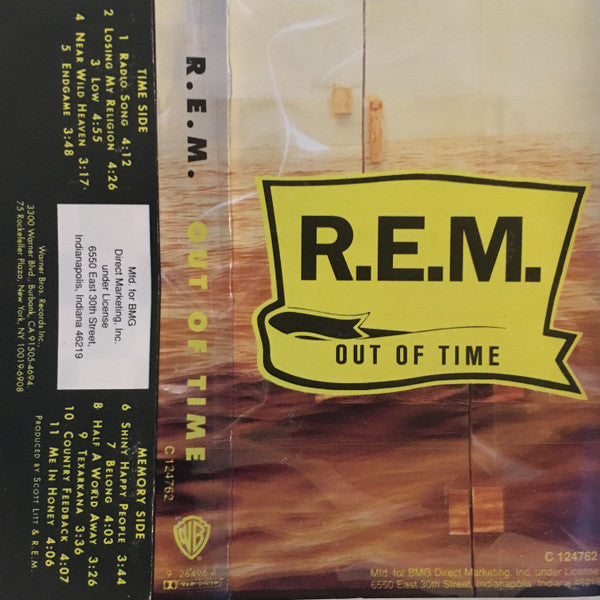 TIME SIDE
1 RADIO SONG 4:12
2 LOSING MY RELIGION 4:26
3 LOW 4:55
4 NEAR WILD HEAVEN 3:17
5 ENDGAME 3:48
Mfd. for BMG
Direct Marketing, Inc.
under License
6550 East 30th Street,
Indianapolis, Indiana 46219
Warner Bros. Records Inc.
3300 Warner Blvd., Burbank, CA 91505-4694
75 Rockefeller Plaza, New York, NY 10019-6908
MEMORY SIDE
6 SHINY HAPPY PEOPLE 3:44
7 BELONG 4:03
8 HALF A WORLD AWAY 3:26
9 TEXARKANA 3:36
10 COUNTRY FEEDBACK 4:07
11 ME IN HONEY 4:06
PRODUCED BY SCOTT LITT & R.E.M.
R.E.M. OUT OF TIME
C 124762
WB
9 26496-4
R.E.M.
OUT OF TIME
C 124762
Mfd. for BMG Direct Marketing, Inc. under License
6550 East 30th Street, Indianapolis, Indiana 46219